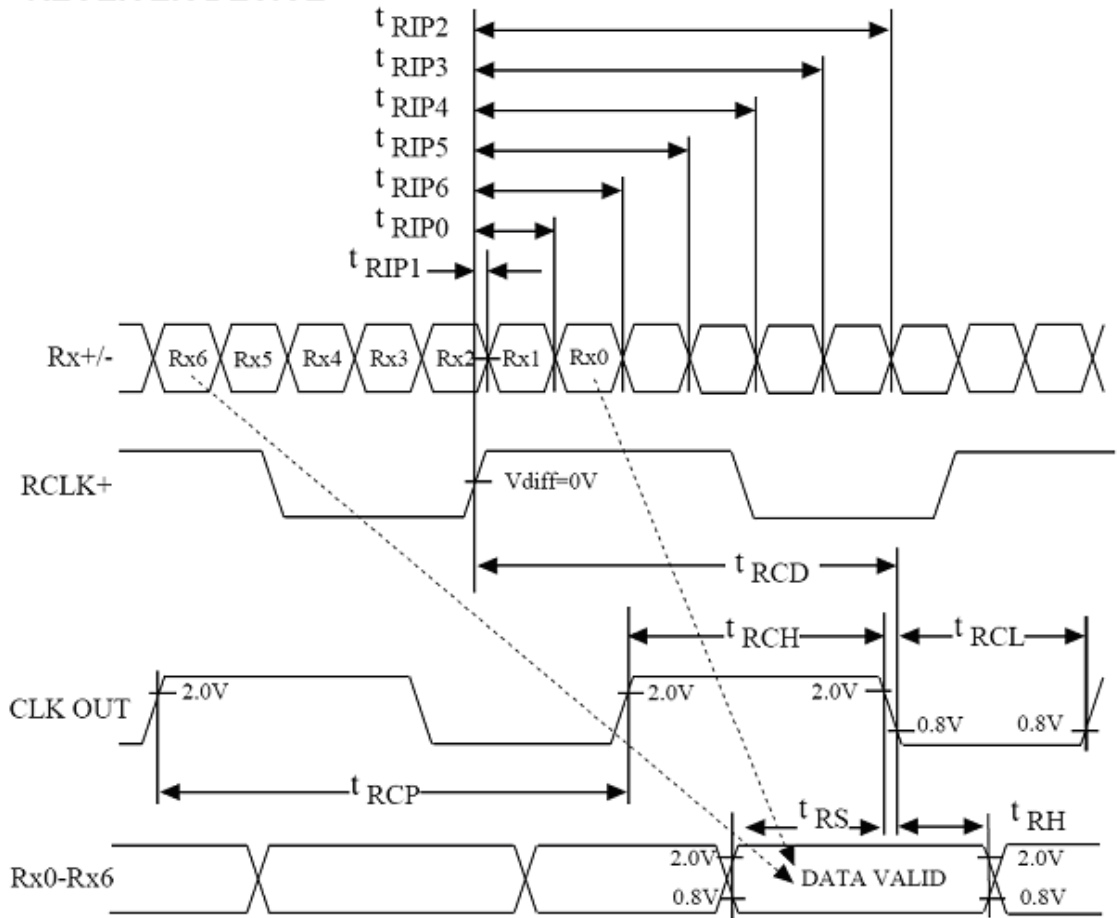 t RIP2
t RIP3
t RIP4
t RIP5
t RIP6
t RIP0
t RIP1
Rx+/- Rx6 Rx5 Rx4 Rx3 Rx2 Rx1 Rx0
RCLK+ Vdiff=0V
t RCD
t RCH t RCL
CLK OUT 2.0V 2.0V 2.0V 0.8V 0.8V
t RCP
t RS t RH
Rx0-Rx6 2.0V DATA VALID 2.0V
0.8V 0.8V